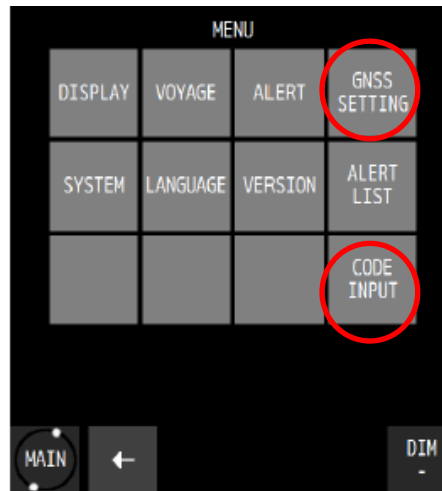 MENU
DISPLAY
VOYAGE
ALERT
GNSS
SETTING
SYSTEM
LANGUAGE
VERSION
ALERT
LIST
CODE
INPUT
MAIN
←
DIM
-